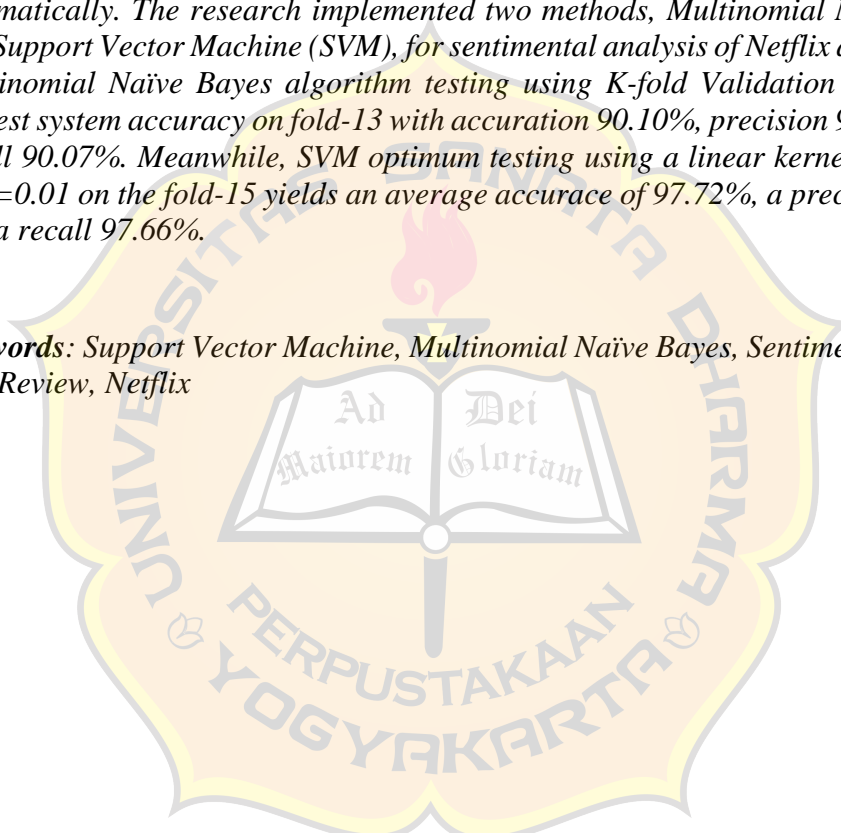 matically. The research implemented two methods, Multinomial N
Support Vector Machine (SVM), for sentimental analysis of Netflix
inomial Naïve Bayes algorithm testing using K-fold Validation
est system accuracy on fold-13 with accuration 90.10%, precision 9
ll 90.07%. Meanwhile, SVM optimum testing using a linear kerne
=0.01 on the fold-15 yields an average accurace of 97.72%, a prec
a recall 97.66%.
words: Support Vector Machine, Multinomial Naïve Bayes, Sentime
Review, Netflix
UNIVERSITAS SANATA DHARMA
Ad Dei
Maiorem Gloriam
PERPUSTAKAAN
YOGYAKARTA